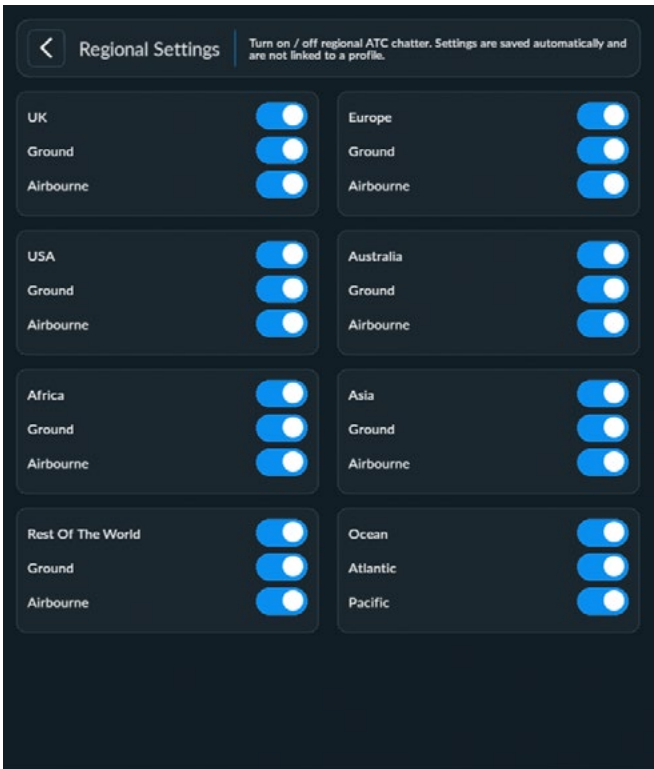 Regional Settings
Turn on / off regional ATC chatter. Settings are saved automatically and
are not linked to a profile.
UK
Ground
Airbourne
Europe
Ground
Airbourne
USA
Ground
Airbourne
Australia
Ground
Airbourne
Africa
Ground
Airbourne
Asia
Ground
Airbourne
Rest Of The World
Ground
Airbourne
Ocean
Atlantic
Pacific